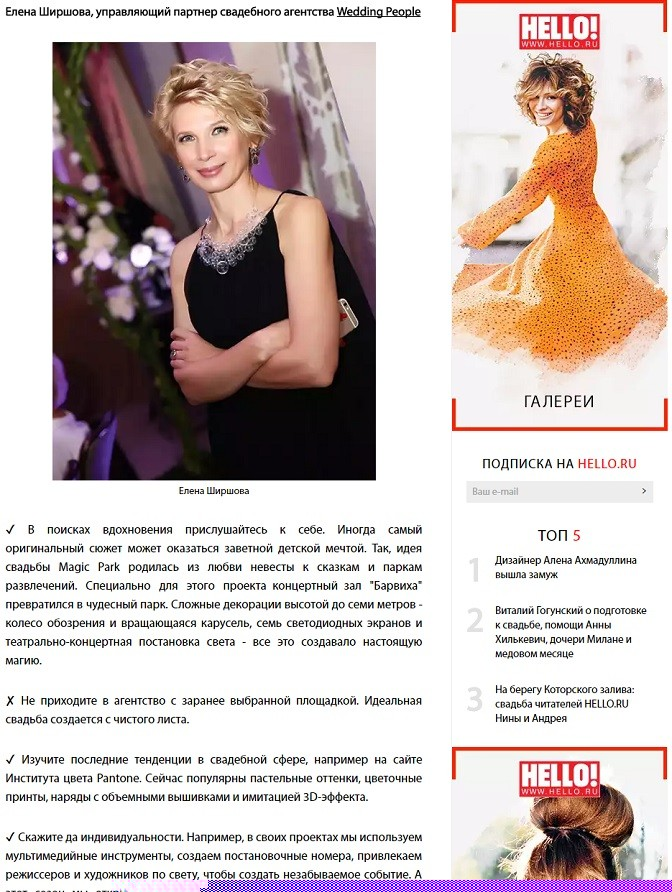 Елена Ширшова, управляющий партнер свадебного агентства Wedding People
Елена Ширшова
✓ В поисках вдохновения прислушайтесь к себе. Иногда самый
оригинальный сюжет может оказаться заветной детской мечтой. Так, идея
свадьбы Magic Park родилась из любви невесты к сказкам и паркам
развлечений. Специально для этого проекта концертный зал "Барвиха"
превратился в чудесный парк. Сложные декорации высотой до семи метров -
колесо обозрения и вращающаяся карусель, семь светодиодных экранов и
театрально-концертная постановка света - все это создавало настоящую
магию.
✗ Не приходите в агентство с заранее выбранной площадкой. Идеальная
свадьба создается с чистого листа.
✓ Изучите последние тенденции в свадебной сфере, например на сайте
Института цвета Pantone. Сейчас популярны пастельные оттенки, цветочные
принты, наряды с объемными вышивками и имитацией 3D-эффекта.
✓ Скажите да индивидуальности. Например, в своих проектах мы используем
мультимедийные инструменты, создаем постановочные номера, привлекаем
режиссеров и художников по свету, чтобы создать незабываемое событие. А
HELLO!
WWW.HELLO.RU
ГАЛЕРЕИ
ПОДПИСКА НА HELLO.RU
Ваш e-mail
ТОП 5
1 Дизайнер Алена Ахмадуллина
вышла замуж
2 Виталий Гогунский о подготовке
к свадьбе, помощи Анны
Хилькевич, дочери Милане и
медовом месяце
3 На берегу Которского залива:
свадьба читателей HELLO.RU
Нины и Андрея
HELLO!
WWW.HELLO.RU